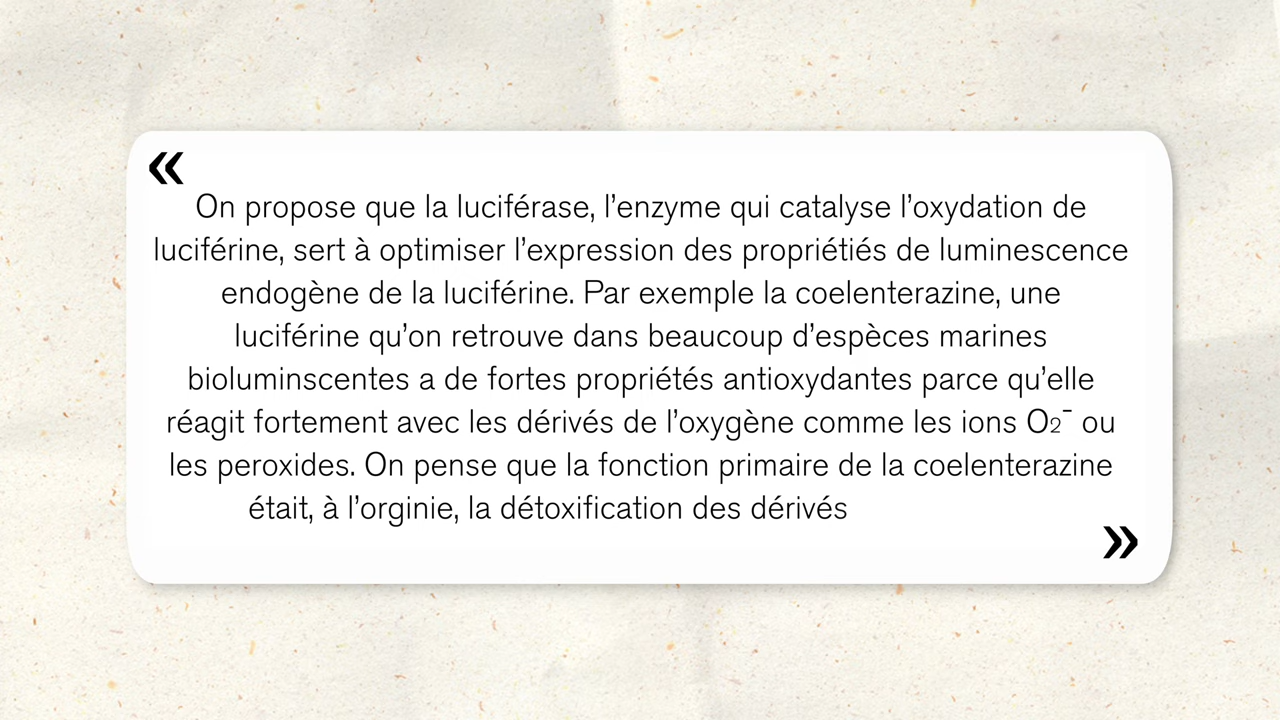 «
On propose que la luciférase, l’enzyme qui catalyse l’oxydation de
luciférine, sert à optimiser l’expression des propriétiés de luminescence
endogène de la luciférine. Par exemple la coelenterazine, une
luciférine qu’on retrouve dans beaucoup d’espèces marines
bioluminscentes a de fortes propriétés antioxydantes parce qu’elle
réagit fortement avec les dérivés de l’oxygène comme les ions O₂⁻ ou
les peroxides. On pense que la fonction primaire de la coelenterazine
était, à l’orginie, la détoxification des dérivés
»